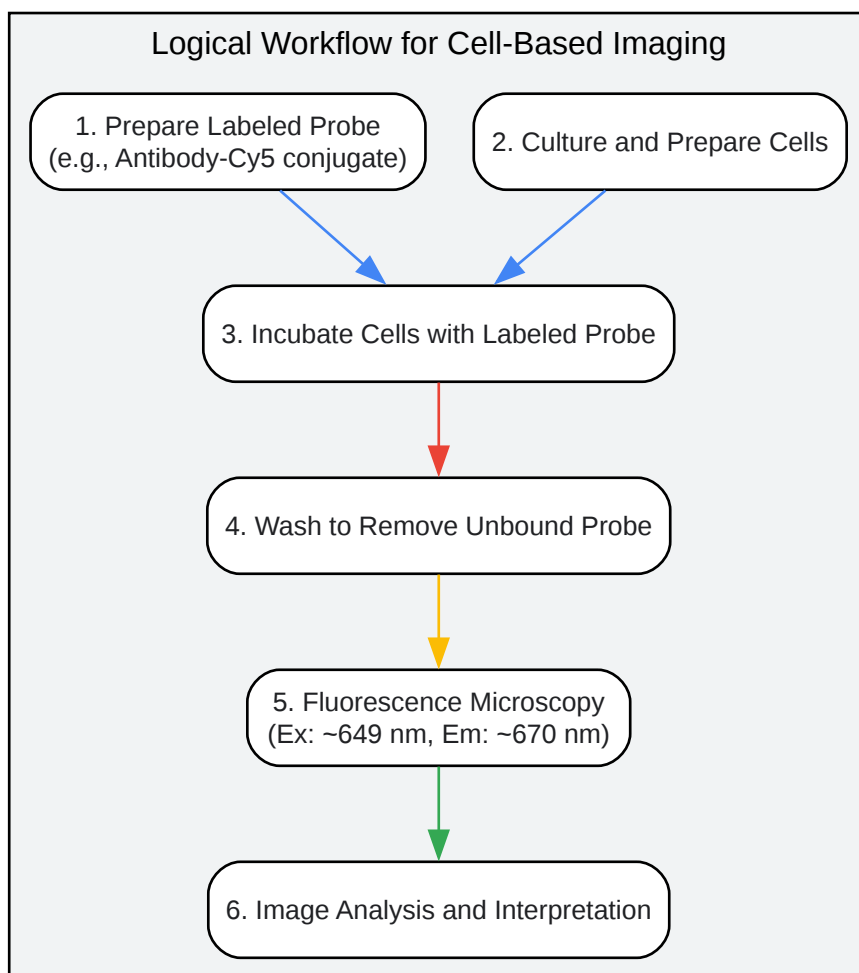 Logical Workflow for Cell-Based Imaging
1. Prepare Labeled Probe
(e.g., Antibody-Cy5 conjugate)
2. Culture and Prepare Cells
3. Incubate Cells with Labeled Probe
4. Wash to Remove Unbound Probe
5. Fluorescence Microscopy
(Ex: ~649 nm, Em: ~670 nm)
6. Image Analysis and Interpretation